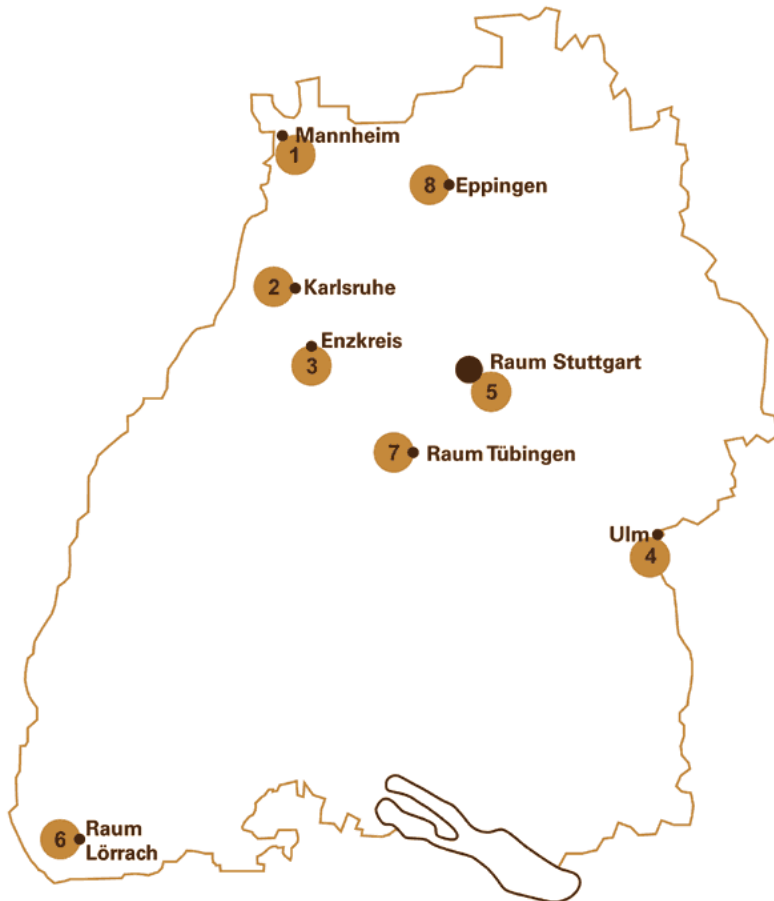 Mannheim
1
8 Eppingen
2 Karlsruhe
Enzkreis
3
Raum Stuttgart
5
7 Raum Tübingen
Ulm
4
6 Raum
Lörrach